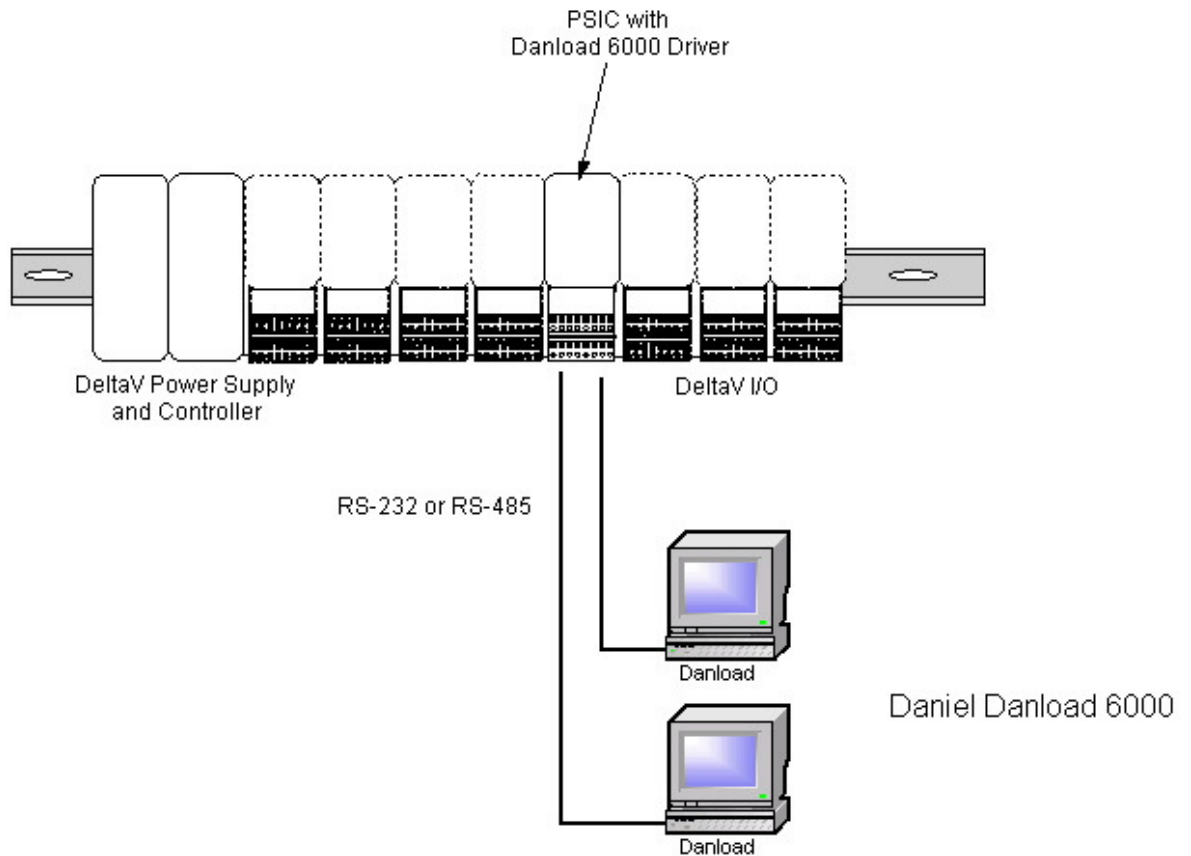 PSIC with
Danload 6000 Driver
DeltaV Power Supply
and Controller
DeltaV I/O
RS-232 or RS-485
Danload
Daniel Danload 6000
Danload